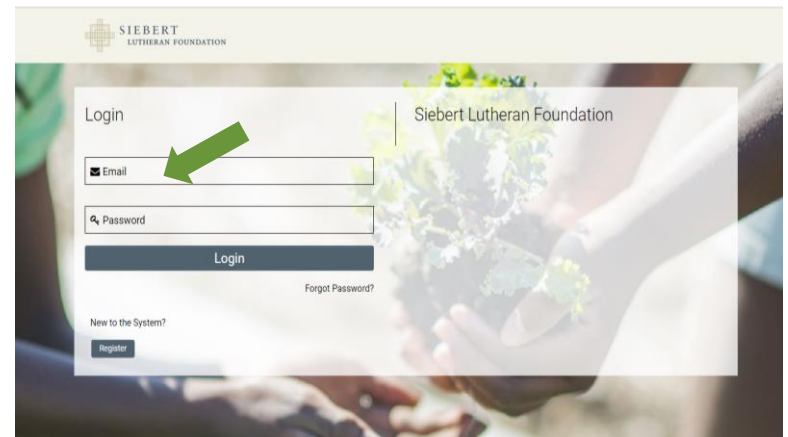 SIEBERT
LUTHERAN FOUNDATION
Login
Siebert Lutheran Foundation
Email
Password
Login
Forgot Password?
New to the System?
Register